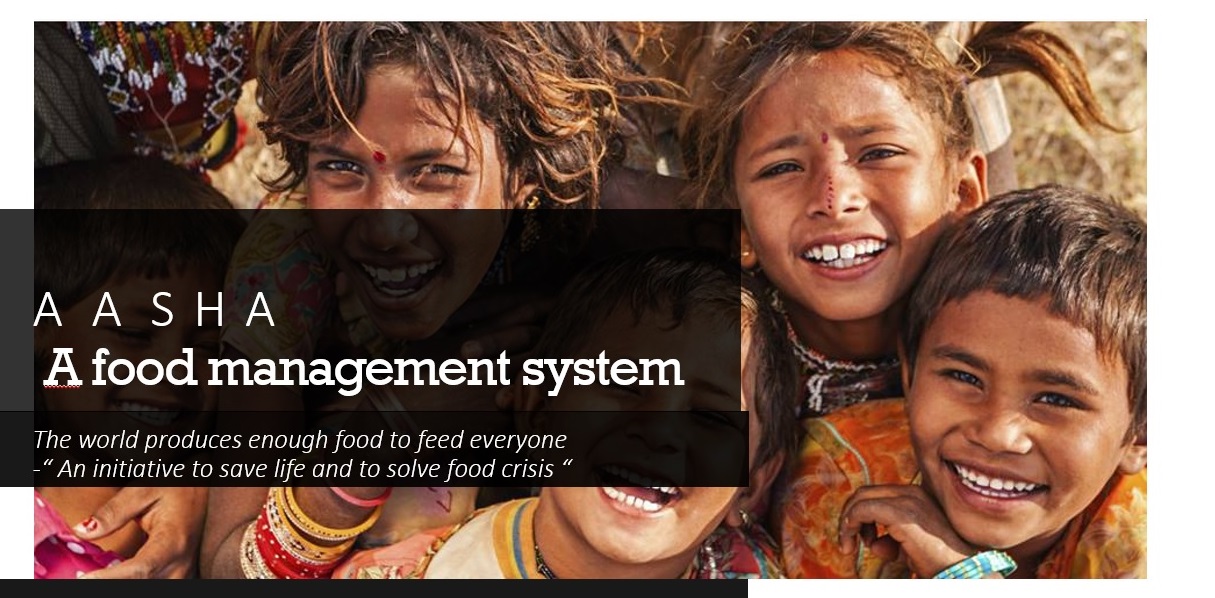 A A S H A
A food management system
The world produces enough food to feed everyone
-“ An initiative to save life and to solve food crisis “